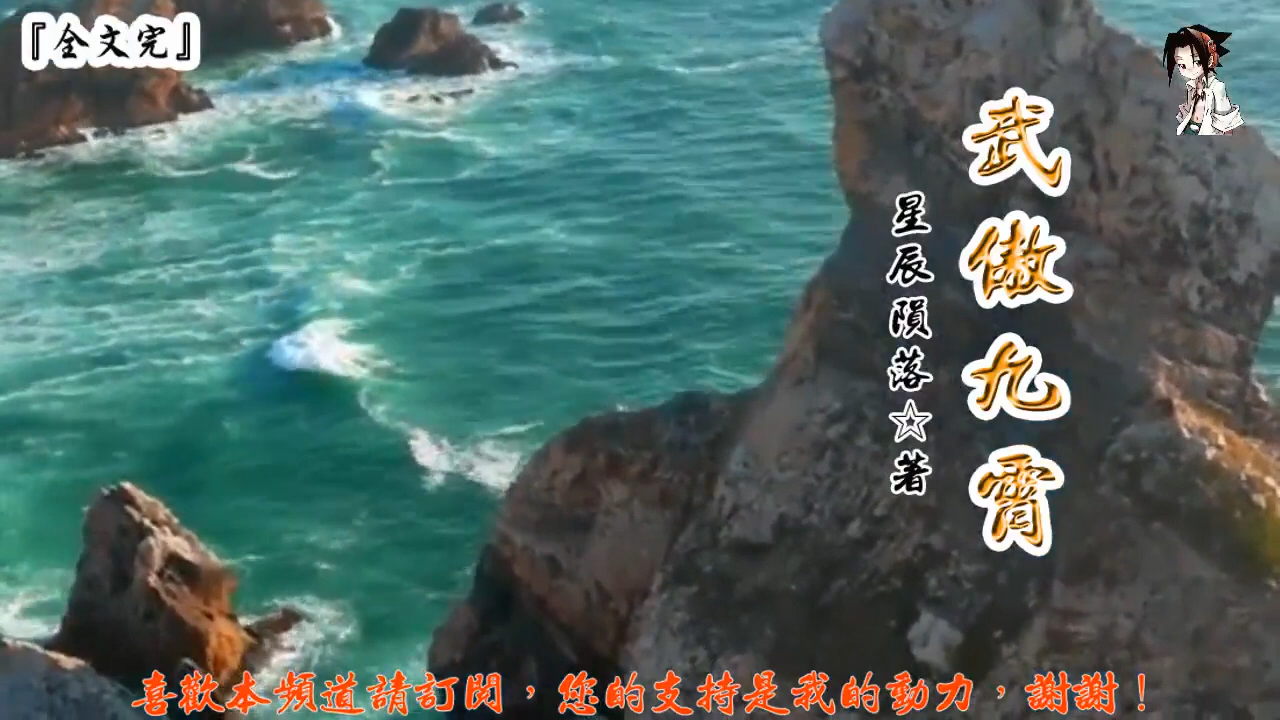 『全文完』
武傲九霄
星辰隕落☆著
喜歡本頻道請訂閱，您的支持是我的動力，謝謝！